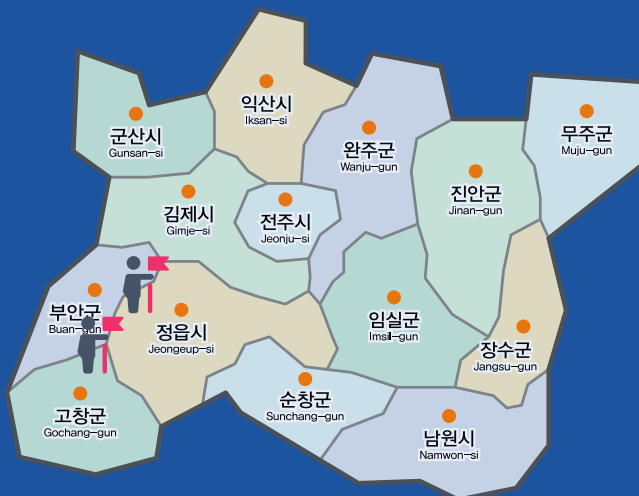 익산시
Iksan-si
군산시
Gunsan-si
무주군
Muju-gun
완주군
Wanju-gun
진안군
Jinan-gun
김제시
Gimje-si
전주시
Jeonju-si
부안군
Buan-gun
정읍시
Jeongeup-si
임실군
Imsil-gun
장수군
Jangsu-gun
순창군
Sunchang-gun
고창군
Gochang-gun
남원시
Namwon-si